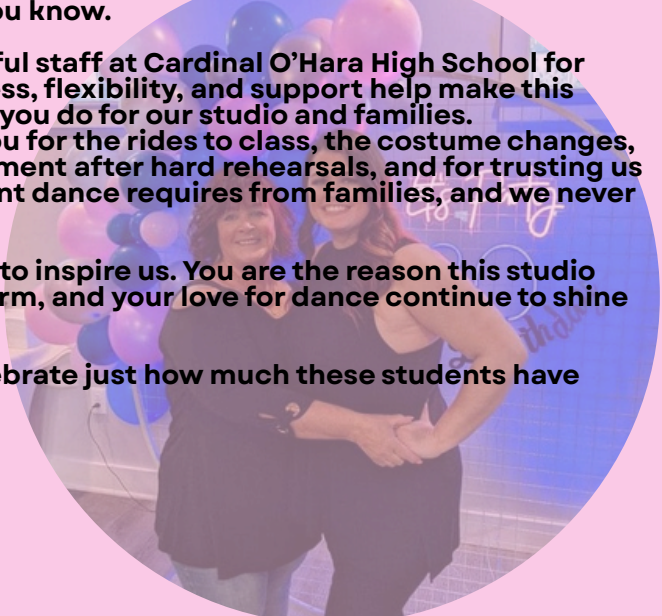 ou know.
ful staff at Cardinal O’Hara High School for
ss, flexibility, and support help make this
you do for our studio and families.
ou for the rides to class, the costume changes,
ment after hard rehearsals, and for trusting us
nt dance requires from families, and we never
to inspire us. You are the reason this studio
rm, and your love for dance continue to shine
ebrate just how much these students have